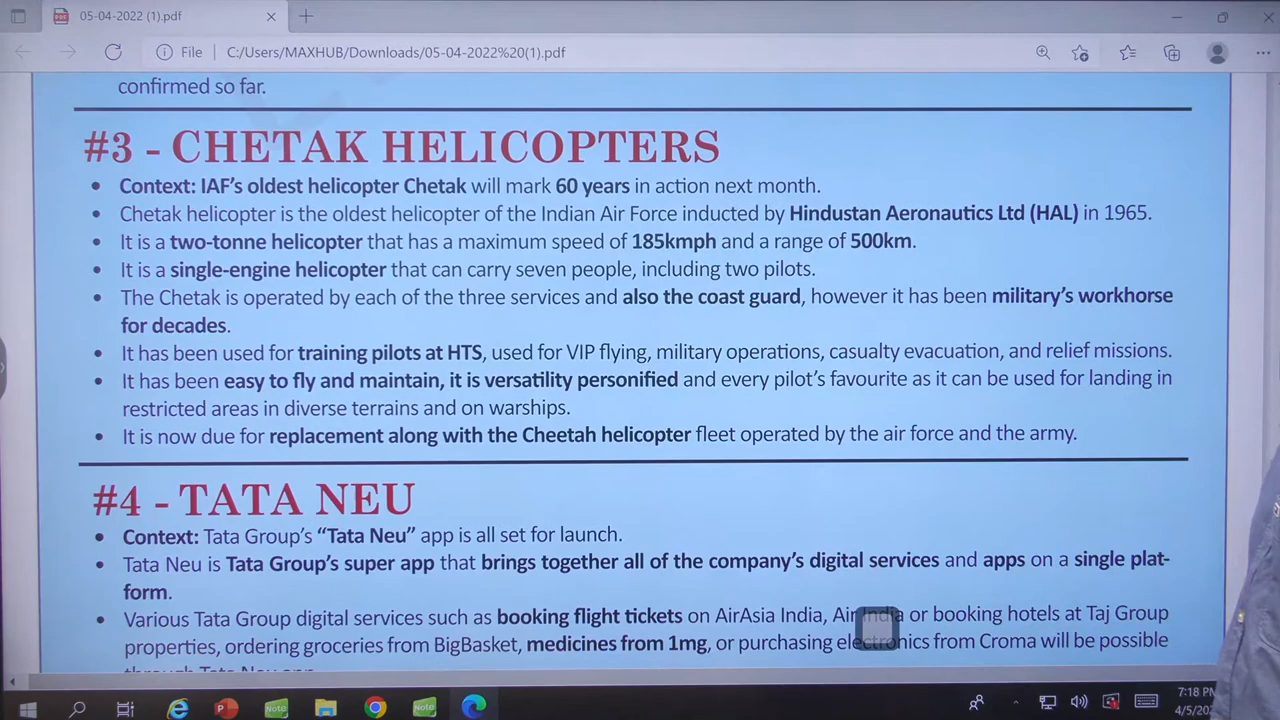 05-04-2022 (1).pdf
File
C:/Users/MAXHUB/Downloads/05-04-2022%20(1).pdf
confirmed so far.
#3 - CHETAK HELICOPTERS
• Context: IAF's oldest helicopter Chetak will mark 60 years in action next month.
• Chetak helicopter is the oldest helicopter of the Indian Air Force inducted by Hindustan Aeronautics Ltd (HAL) in 1965.
• It is a two-tonne helicopter that has a maximum speed of 185kmph and a range of 500km.
• It is a single-engine helicopter that can carry seven people, including two pilots.
• The Chetak is operated by each of the three services and also the coast guard, however it has been military's workhorse
for decades.
• It has been used for training pilots at HTS, used for VIP flying, military operations, casualty evacuation, and relief missions.
• It has been easy to fly and maintain, it is versatility personified and every pilot's favourite as it can be used for landing in
restricted areas in diverse terrains and on warships.
• It is now due for replacement along with the Cheetah helicopter fleet operated by the air force and the army.
#4 - TATA NEU
• Context: Tata Group's "Tata Neu" app is all set for launch.
• Tata Neu is Tata Group's super app that brings together all of the company's digital services and apps on a single plat-
form.
• Various Tata Group digital services such as booking flight tickets on AirAsia India, Air India or booking hotels at Taj Group
properties, ordering groceries from BigBasket, medicines from 1mg, or purchasing electronics from Croma will be possible
through Tata Neu app
Note
Note
7:18 PM
4/5/202